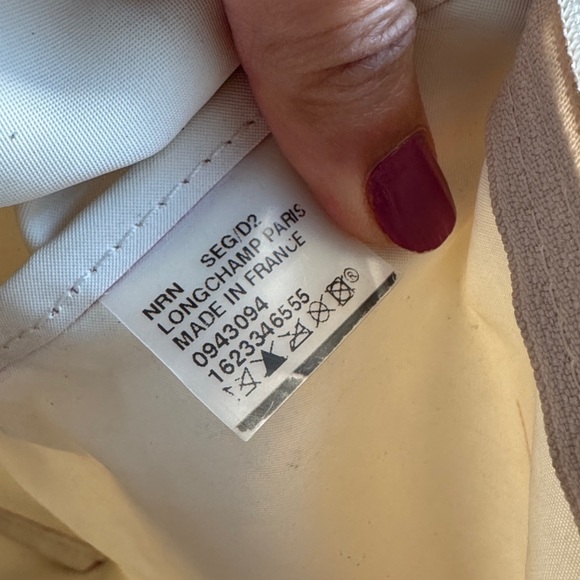 NRN SEG/D2
LONGCHAMP PARIS
MADE IN FRANCE
0943094
1623346555
®